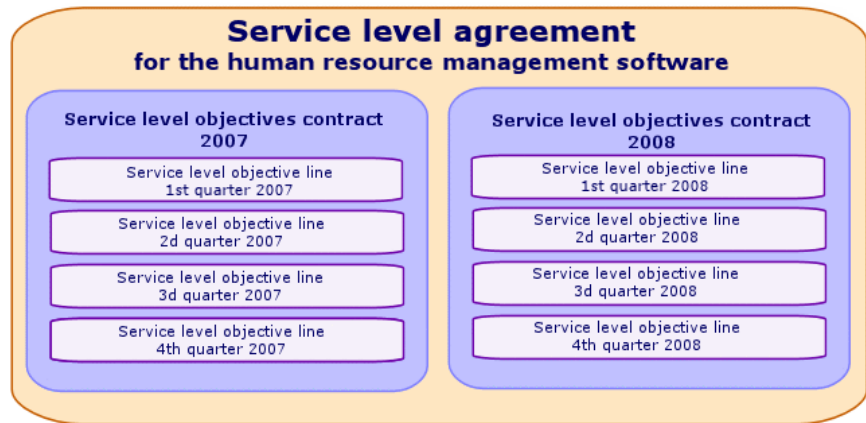 Service level agreement
for the human resource management software
Service level objectives contract
2007
Service level objective line
1st quarter 2007
Service level objective line
2d quarter 2007
Service level objective line
3d quarter 2007
Service level objective line
4th quarter 2007
Service level objectives contract
2008
Service level objective line
1st quarter 2008
Service level objective line
2d quarter 2008
Service level objective line
3d quarter 2008
Service level objective line
4th quarter 2008